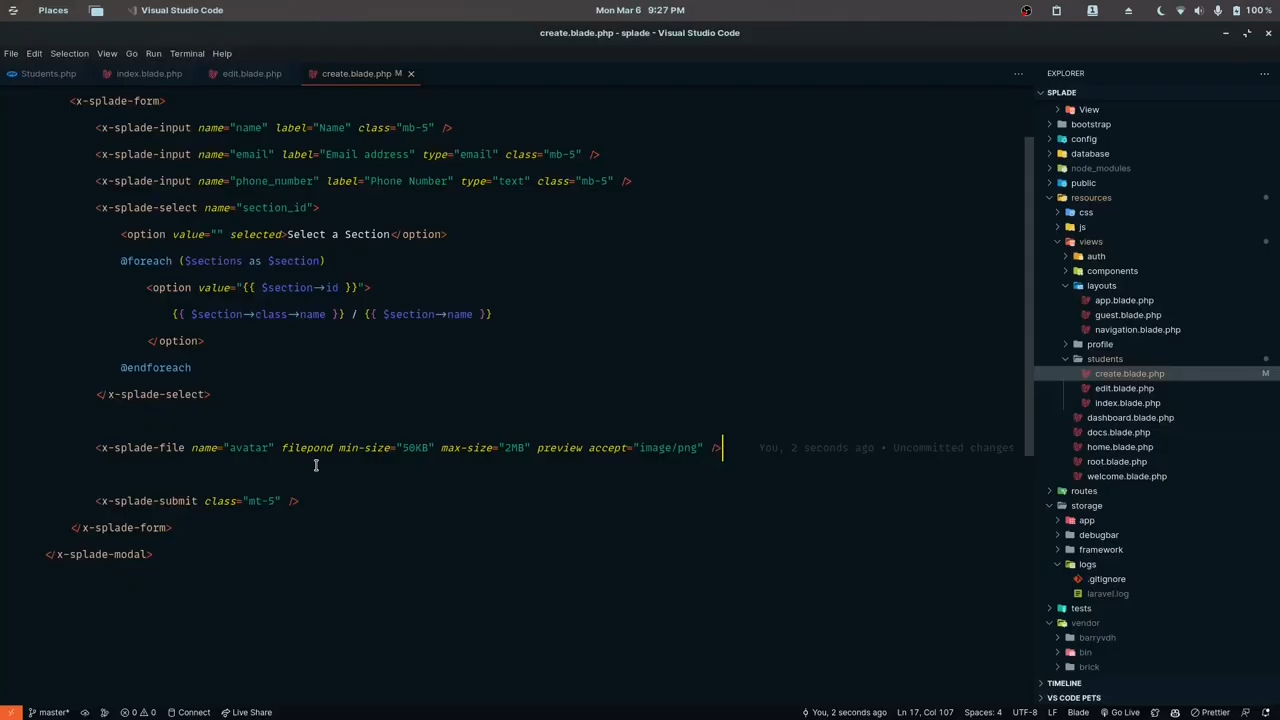 Places
Visual Studio Code
Mon Mar 6 9:27 PM
100 %
create.blade.php - splade - Visual Studio Code
File Edit Selection View Go Run Terminal Help
Students.php
index.blade.php
edit.blade.php
create.blade.php M
<x-splade-form>
<x-splade-input name="name" label="Name" class="mb-5" />
<x-splade-input name="email" label="Email address" type="email" class="mb-5" />
<x-splade-input name="phone_number" label="Phone Number" type="text" class="mb-5" />
<x-splade-select name="section_id">
<option value="" selected>Select a Section</option>
@foreach ($sections as $section)
<option value="{{ $section->id }}">
{{ $section->class->name }} / {{ $section->name }}
</option>
@endforeach
</x-splade-select>
<x-splade-file name="avatar" filepond min-size="50KB" max-size="2MB" preview accept="image/png" />
You, 2 seconds ago • Uncommitted changes
<x-splade-submit class="mt-5" />
</x-splade-form>
</x-splade-modal>
EXPLORER
SPLADE
View
bootstrap
config
database
node_modules
public
resources
css
js
views
auth
components
layouts
app.blade.php
guest.blade.php
navigation.blade.php
profile
students
create.blade.php M
edit.blade.php
index.blade.php
dashboard.blade.php
docs.blade.php
home.blade.php
root.blade.php
welcome.blade.php
routes
storage
app
debugbar
framework
logs
.gitignore
laravel.log
tests
vendor
barryvdh
bin
brick
TIMELINE
VS CODE PETS
master*
0 0
Connect
Live Share
You, 2 seconds ago
Ln 17, Col 107
Spaces: 4
UTF-8
LF
Blade
Go Live
Prettier